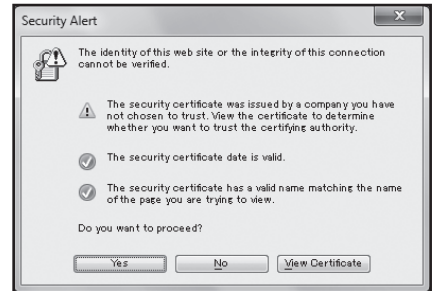 Security Alert
The identity of this web site or the integrity of this connection
cannot be verified.
The security certificate was issued by a company you have
not chosen to trust. View the certificate to determine
whether you want to trust the certifying authority.
The security certificate date is valid.
The security certificate has a valid name matching the name
of the page you are trying to view.
Do you want to proceed?
Yes
No
View Certificate